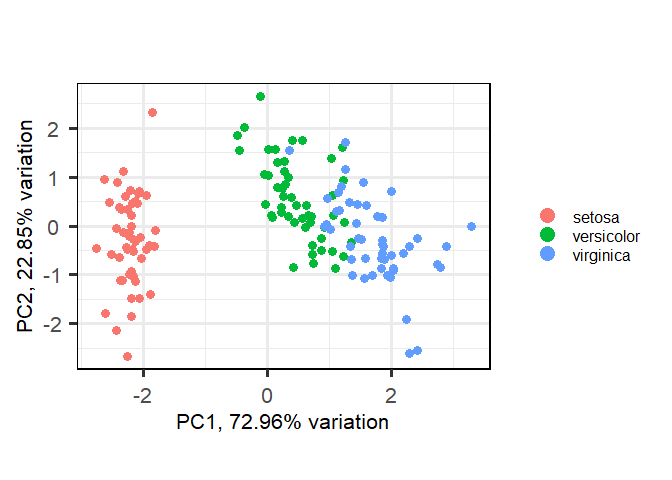 PC2, 22.85% variation
2
1
0
-1
-2
-2
0
2
PC1, 72.96% variation
setosa
versicolor
virginica